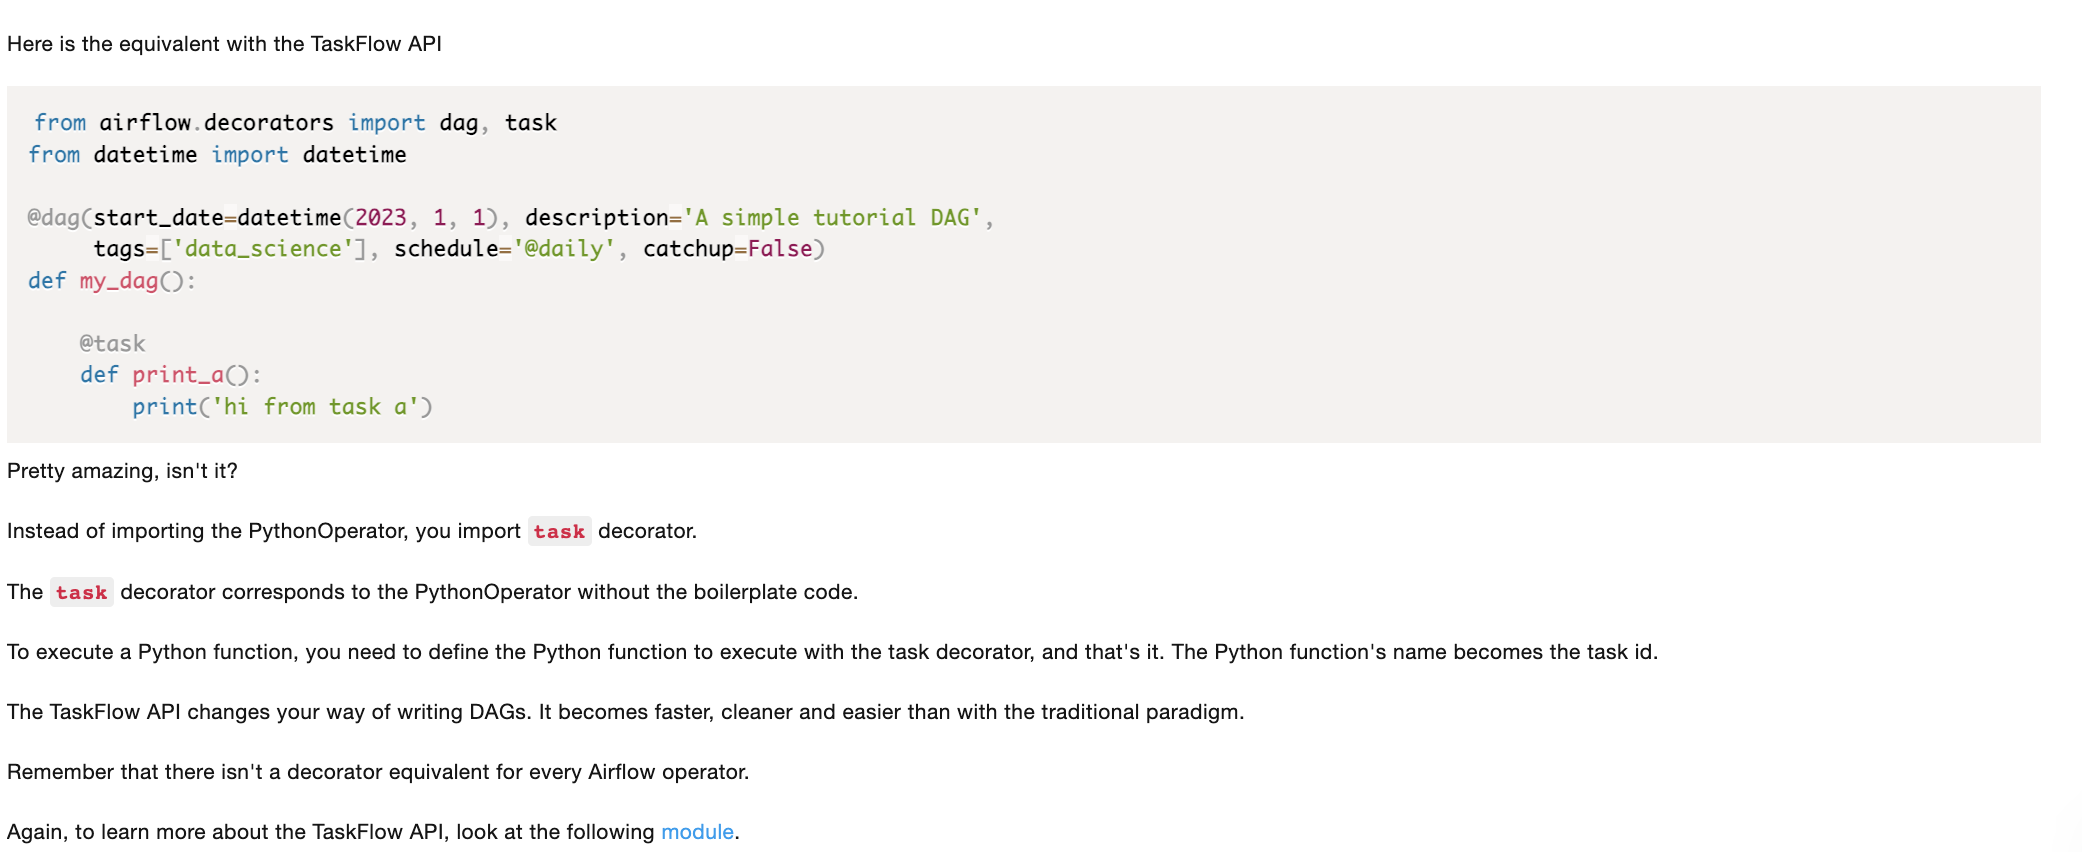 Here is the equivalent with the TaskFlow API
from airflow.decorators import dag, task
from datetime import datetime
@dag(start_date=datetime(2023, 1, 1), description='A simple tutorial DAG',
     tags=['data_science'], schedule='@daily', catchup=False)
def my_dag():
    @task
    def print_a():
        print('hi from task a')
Pretty amazing, isn't it?
Instead of importing the PythonOperator, you import task decorator.
The task decorator corresponds to the PythonOperator without the boilerplate code.
To execute a Python function, you need to define the Python function to execute with the task decorator, and that's it. The Python function's name becomes the task id.
The TaskFlow API changes your way of writing DAGs. It becomes faster, cleaner and easier than with the traditional paradigm.
Remember that there isn't a decorator equivalent for every Airflow operator.
Again, to learn more about the TaskFlow API, look at the following module.